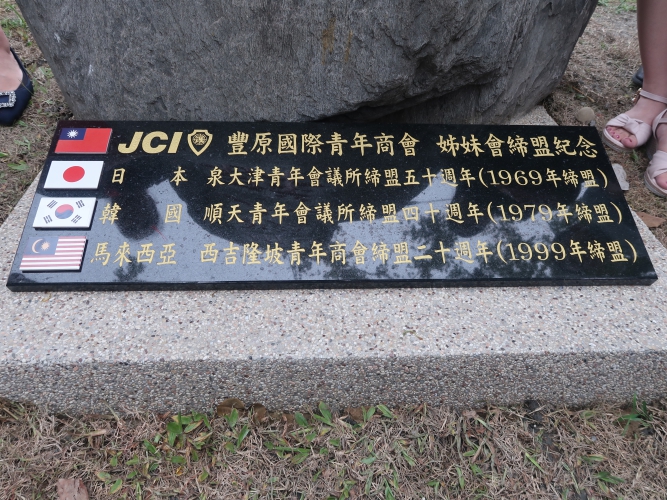 JCI 豐原國際青年商會 姊妹會締盟紀念
日 本 泉大津青年會議所締盟五十週年(1969年締盟)
韓 國 順天青年會議所締盟四十週年(1979年締盟)
馬來西亞 西吉隆坡青年商會締盟二十週年(1999年締盟)